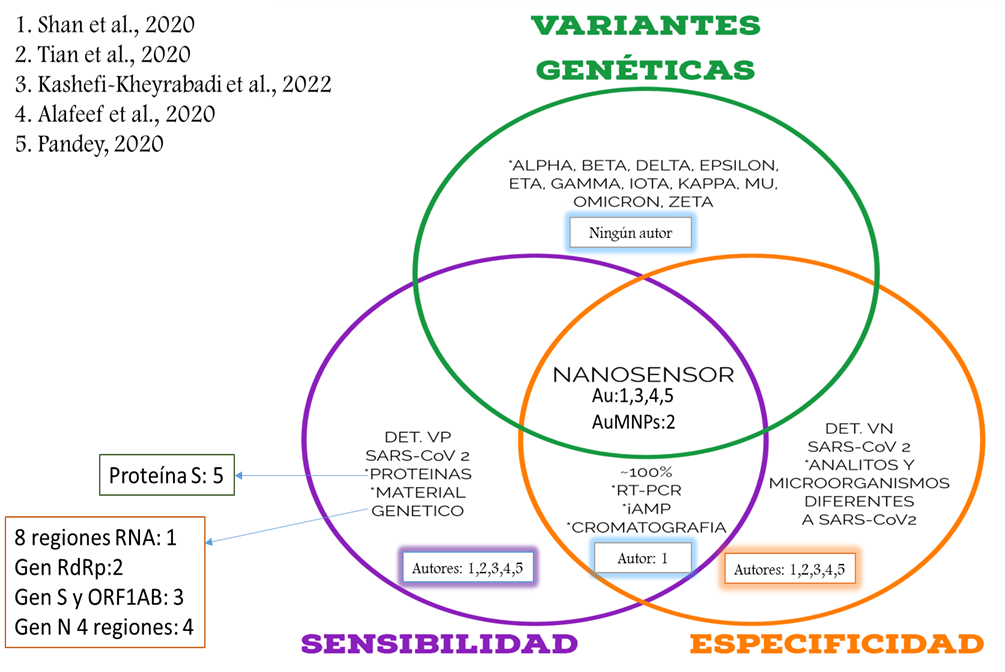 1. Shan et al., 2020
2. Tian et al., 2020
3. Kashefi-Kheyrabadi et al., 2022
4. Alafeef et al., 2020
5. Pandey, 2020
VARIANTES
GENÉTICAS
*ALPHA, BETA, DELTA, EPSILON,
ETA, GAMMA, IOTA, KAPPA, MU,
OMICRON, ZETA
Ningún autor
NANOSENSOR
Au:1,3,4,5
AuMNPs:2
DET. VP
SARS-CoV 2
*PROTEINAS
*MATERIAL
GENETICO
Autores: 1,2,3,4,5
Proteína S: 5
8 regiones RNA: 1
Gen RdRp:2
Gen S y ORF1AB: 3
Gen N 4 regiones: 4
~100%
*RT-PCR
*iAMP
*CROMATOGRAFIA
Autor: 1
DET. VN
SARS-CoV 2
*ANALITOS Y
MICROORGANISMOS
DIFERENTES
A SARS-CoV2
Autores: 1,2,3,4,5
SENSIBILIDAD
ESPECIFICIDAD